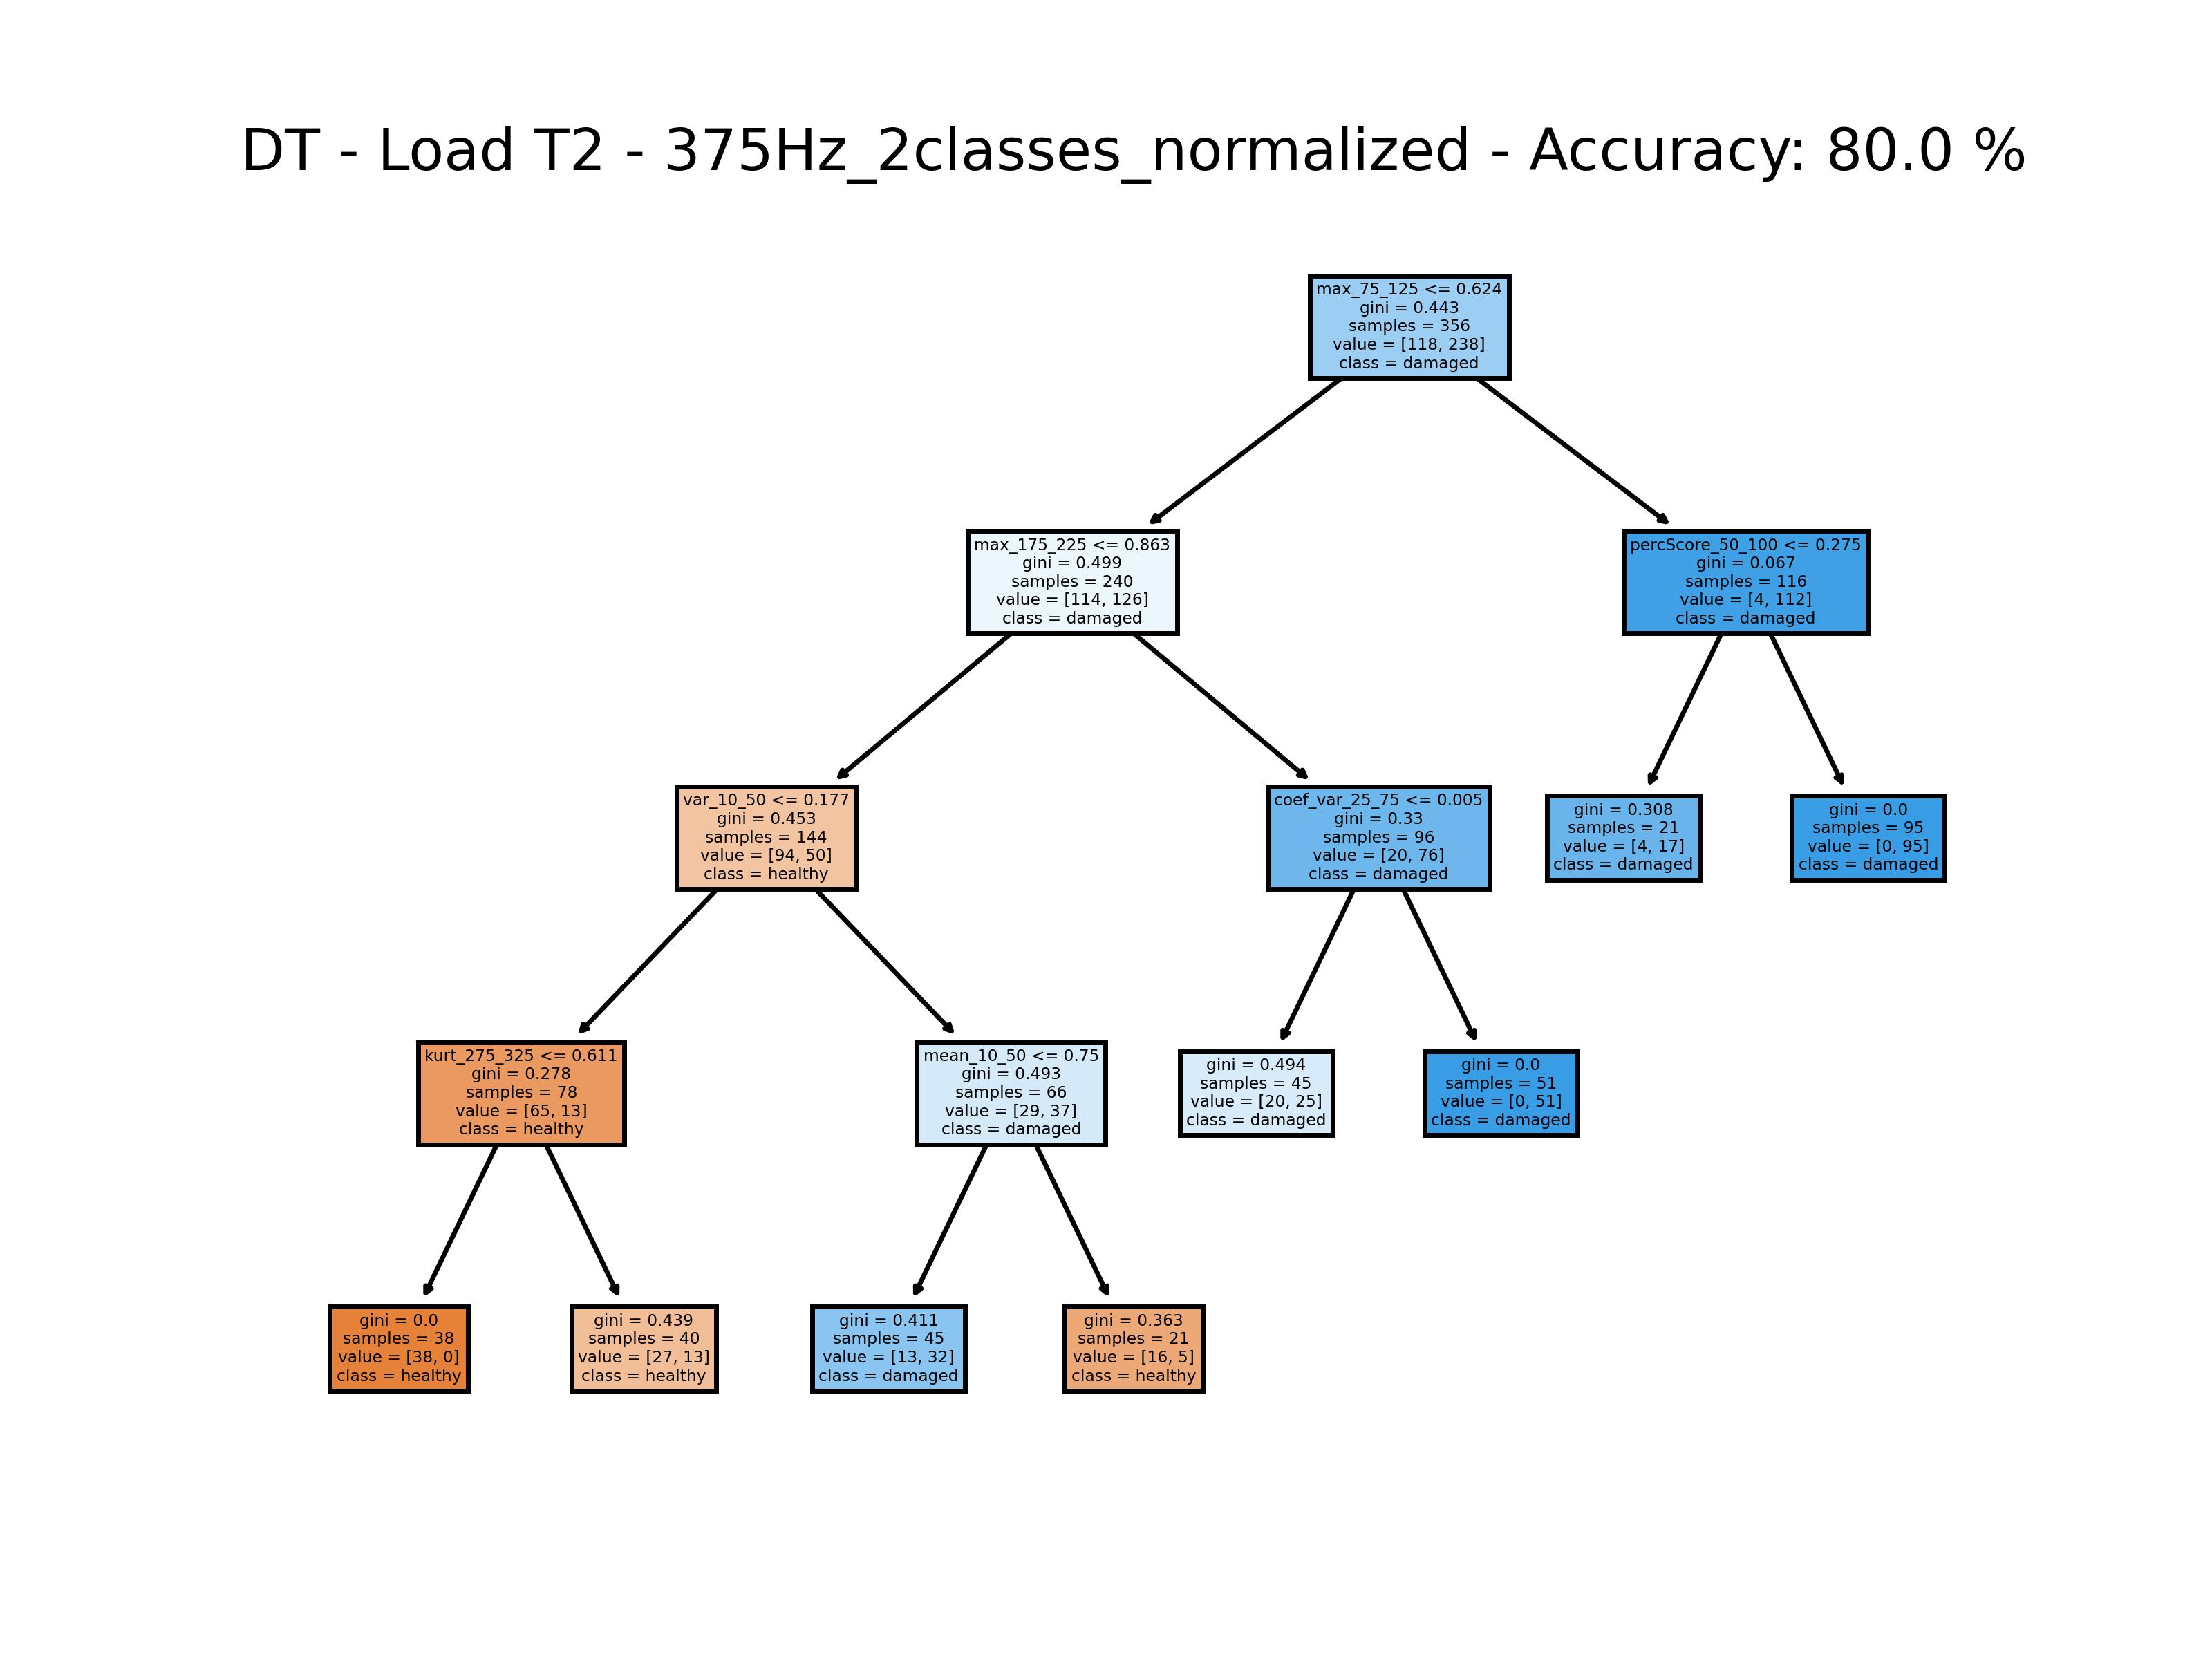 DT - Load T2 - 375Hz_2classes_normalized - Accuracy: 80.0 %
max_75_125 <= 0.624
gini = 0.443
samples = 356
value = [118, 238]
class = damaged
max_175_225 <= 0.863
gini = 0.499
samples = 240
value = [114, 126]
class = damaged
percScore_50_100 <= 0.275
gini = 0.067
samples = 116
value = [4, 112]
class = damaged
var_10_50 <= 0.177
gini = 0.453
samples = 144
value = [94, 50]
class = healthy
coef_var_25_75 <= 0.005
gini = 0.33
samples = 96
value = [20, 76]
class = damaged
gini = 0.308
samples = 21
value = [4, 17]
class = damaged
gini = 0.0
samples = 95
value = [0, 95]
class = damaged
kurt_275_325 <= 0.611
gini = 0.278
samples = 78
value = [65, 13]
class = healthy
mean_10_50 <= 0.75
gini = 0.493
samples = 66
value = [29, 37]
class = damaged
gini = 0.494
samples = 45
value = [20, 25]
class = damaged
gini = 0.0
samples = 51
value = [0, 51]
class = damaged
gini = 0.0
samples = 38
value = [38, 0]
class = healthy
gini = 0.439
samples = 40
value = [27, 13]
class = healthy
gini = 0.411
samples = 45
value = [13, 32]
class = damaged
gini = 0.363
samples = 21
value = [16, 5]
class = healthy